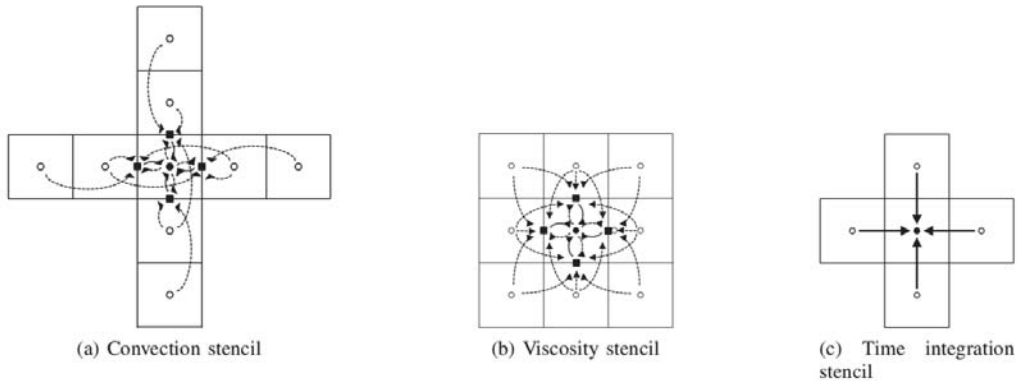 (a) Convection stencil
(b) Viscosity stencil
(c) Time integration
stencil